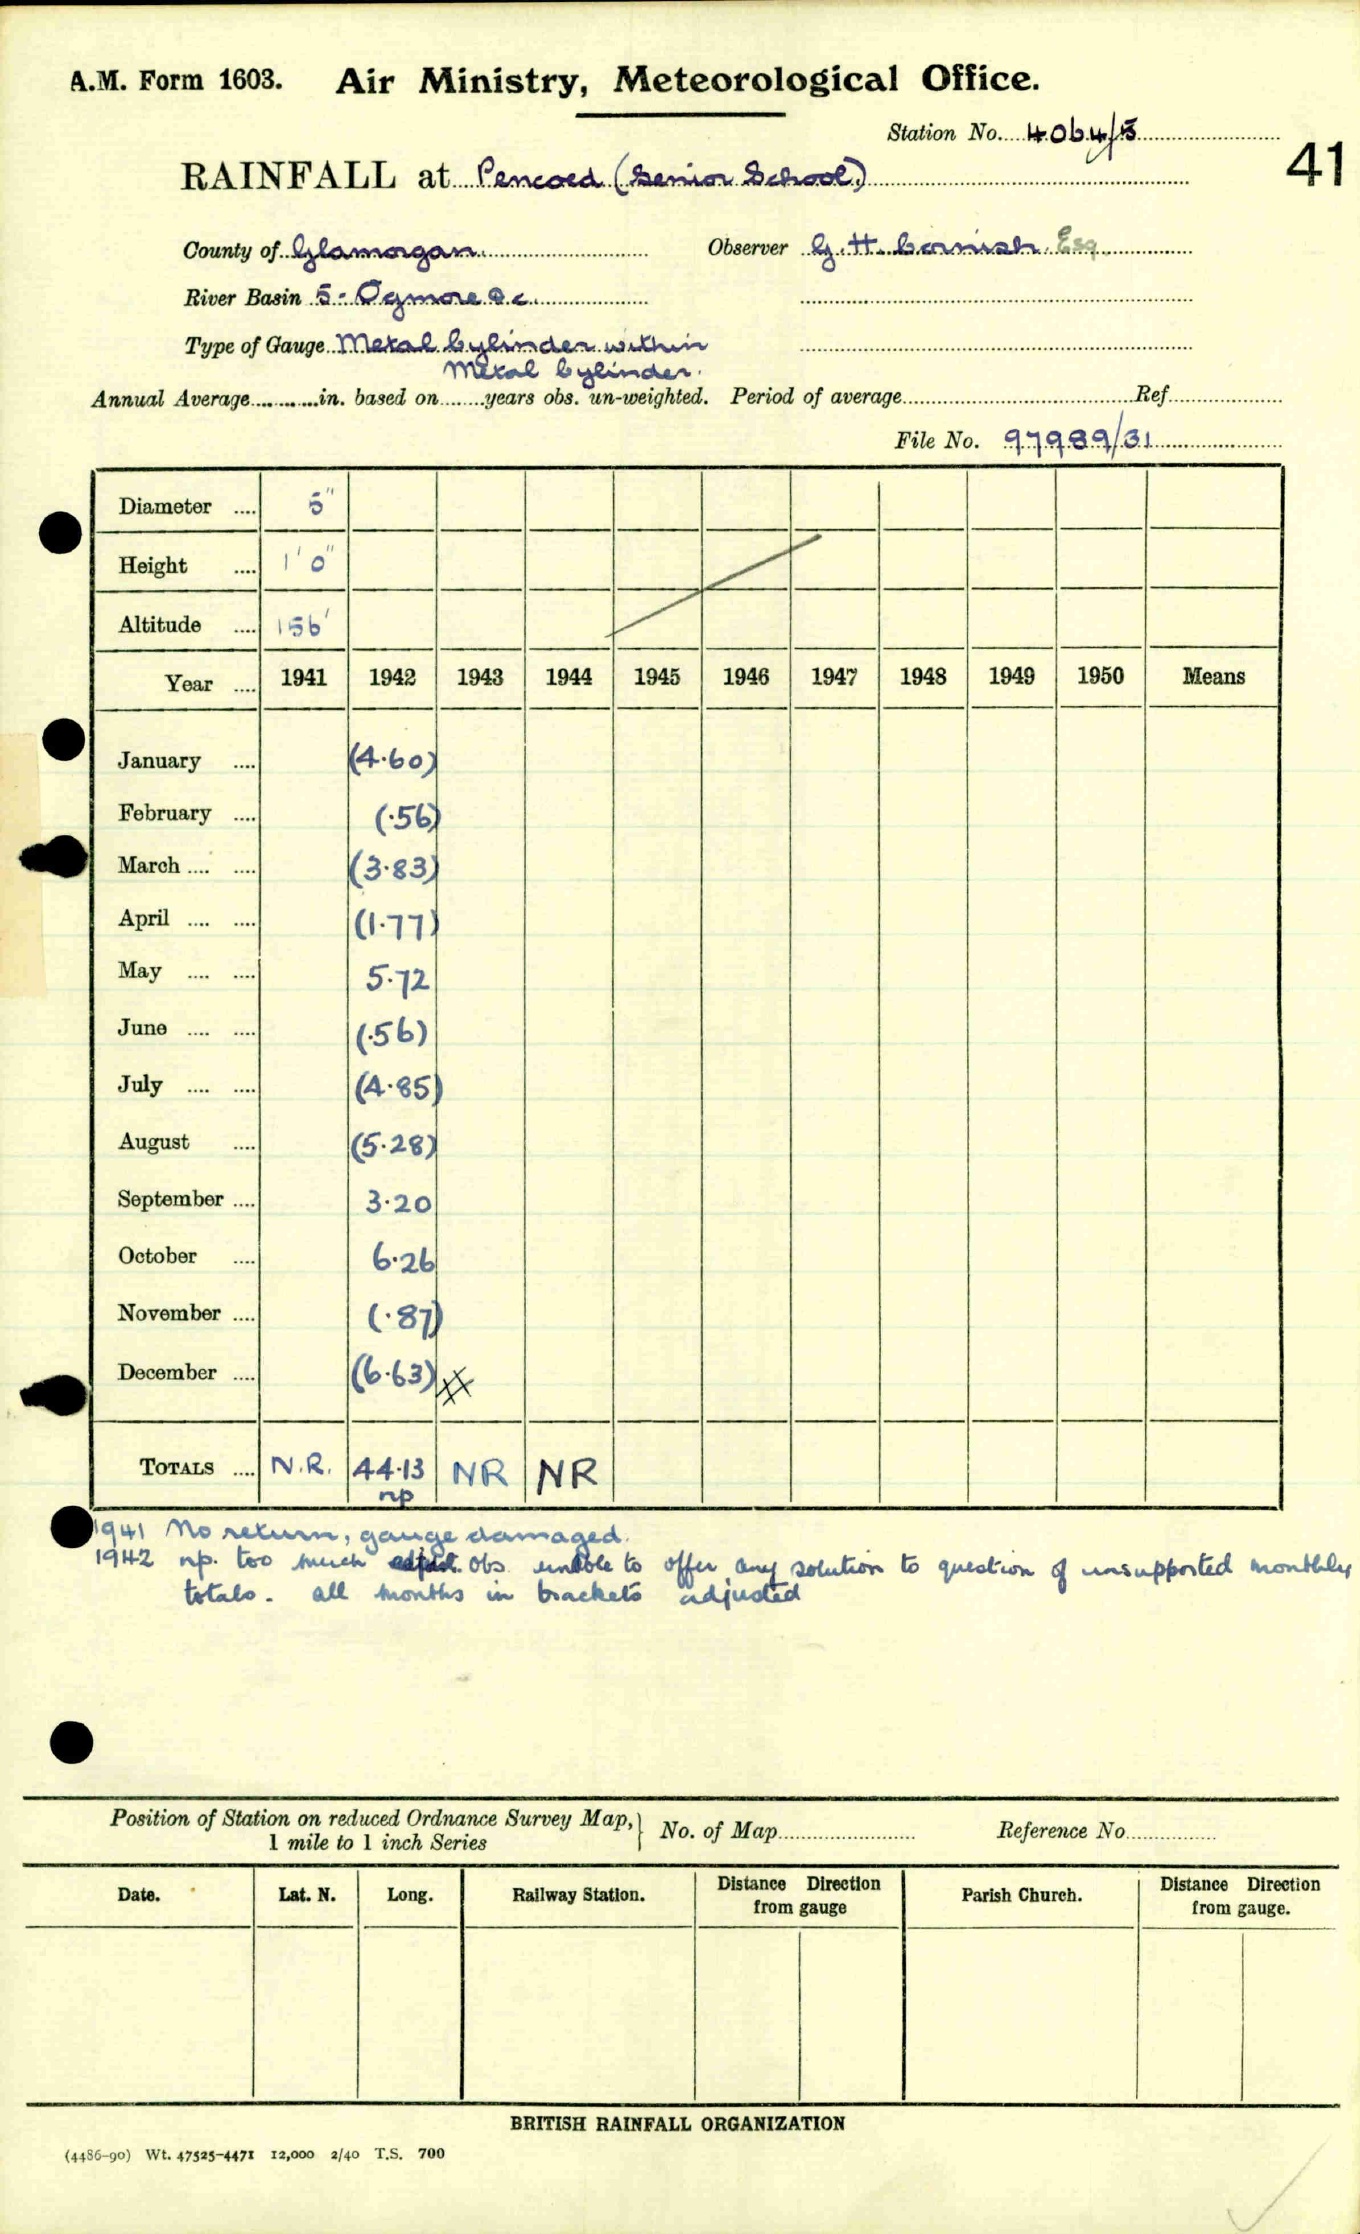 A.M. Form 1603. Air Ministry, Meteorological Office.
Station No. 4064/5
41
RAINFALL at Pencoed (Senior School)
County of Glamorgan. Observer G. H. Cornish Esq.
River Basin 5 - Ogmore &c.
Type of Gauge Metal Cylinder within
Metal Cylinder.
Annual Average..........in. based on.......years obs. un-weighted. Period of average..........Ref..........
File No. 97989/31
Diameter .... 5"
Height .... 1' 0"
Altitude .... 156'
Year .... 1941 1942 1943 1944 1945 1946 1947 1948 1949 1950 Means
January .... (4.60)
February .... (.56)
March .... .... (3.83)
April .... .... (1.77)
May .... .... 5.72
June .... .... (.56)
July .... .... (4.85)
August .... (5.28)
September .... 3.20
October .... 6.26
November .... (.87)
December .... (6.63)
TOTALS .... N.R. 44.13 NR NR
np
1941 No return, gauge damaged.
1942 np. too much obs unable to offer any solution to question of unsupported monthly
totals. all months in brackets adjusted
Position of Station on reduced Ordnance Survey Map,} No. of Map.......... Reference No..........
1 mile to 1 inch Series
Date. Lat. N. Long. Railway Station. Distance Direction Parish Church. Distance Direction
from gauge from gauge.
BRITISH RAINFALL ORGANIZATION
(4486-90) Wt. 47525-4471 12,000 2/40 T.S. 700